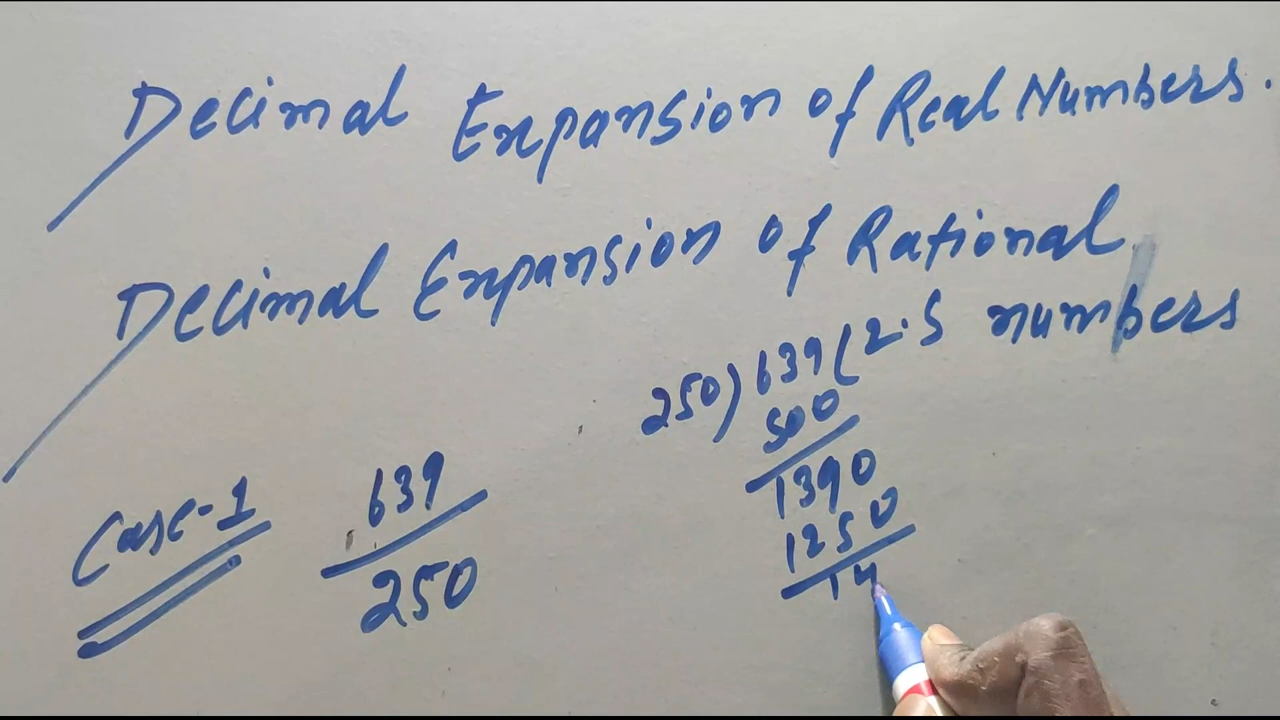 Decimal Expansion of Real Numbers.
Decimal Expansion of Rational
numbers
250) 639 (2.5
500
1390
1250
14
Case-1
639
250